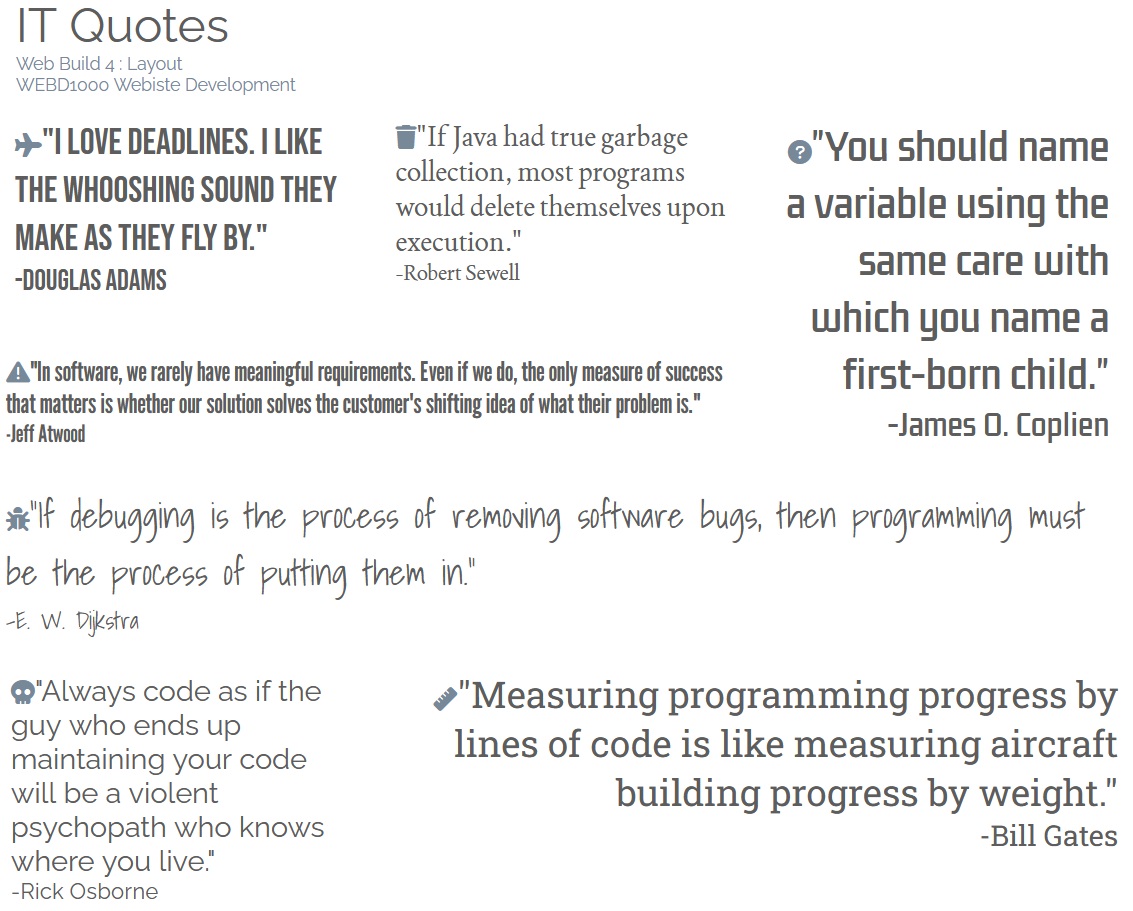 IT Quotes
Web Build 4 : Layout
WEBD1000 Webiste Development
"I LOVE DEADLINES. I LIKE
THE WHOOSHING SOUND THEY
MAKE AS THEY FLY BY."
-DOUGLAS ADAMS
"If Java had true garbage
collection, most programs
would delete themselves upon
execution."
-Robert Sewell
"You should name
a variable using the
same care with
which you name a
first-born child."
-James O. Coplien
"In software, we rarely have meaningful requirements. Even if we do, the only measure of success
that matters is whether our solution solves the customer's shifting idea of what their problem is."
-Jeff Atwood
"If debugging is the process of removing software bugs, then programming must
be the process of putting them in."
-E. W. Dijkstra
"Always code as if the
guy who ends up
maintaining your code
will be a violent
psychopath who knows
where you live."
-Rick Osborne
"Measuring programming progress by
lines of code is like measuring aircraft
building progress by weight."
-Bill Gates